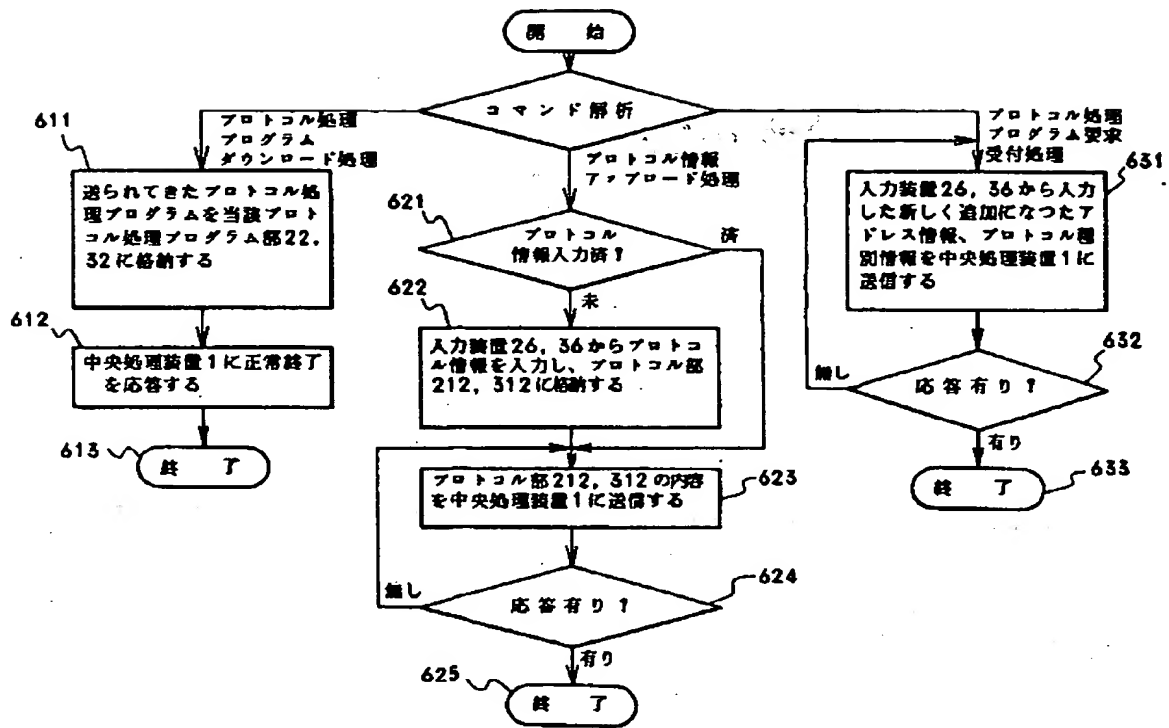 開 始
コマンド解析
611
プロトコル処理
プログラム
ダウンロード処理
送られてきたプロトコル処
理プログラムを当該プロト
コル処理プログラム部22,
32に格納する
612
中央処理装置1に正常終了
を応答する
613
終 了
プロトコル情報
アップロード処理
621
プロトコル
情報入力済?
済
未
622
入力装置26,36からプロトコ
ル情報を入力し、プロトコル部
212,312に格納する
プロトコル部212,312の内容
を中央処理装置1に送信する
623
無し
応答有り?
624
有り
625
終 了
プロトコル処理
プログラム要求
受付処理
631
入力装置26,36から入力
した新しく追加になつたア
ドレス情報、プロトコル種
別情報を中央処理装置1に
送信する
632
無し
応答有り?
有り
終 了
633